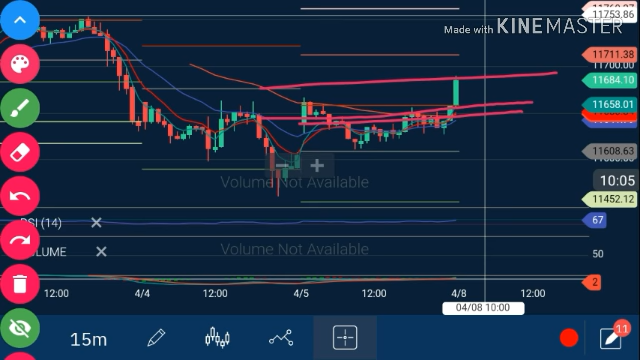 11753.86
Made with KINEMASTER
11711.38
11700.00
11684.10
11658.01
11608.63
Volume Not Available
10:05
11452.12
RSI (14)
67
VOLUME
Volume Not Available
50
2
12:00 4/4 12:00 4/5 12:00 4/8 12:00
04/08 10:00
15m
11